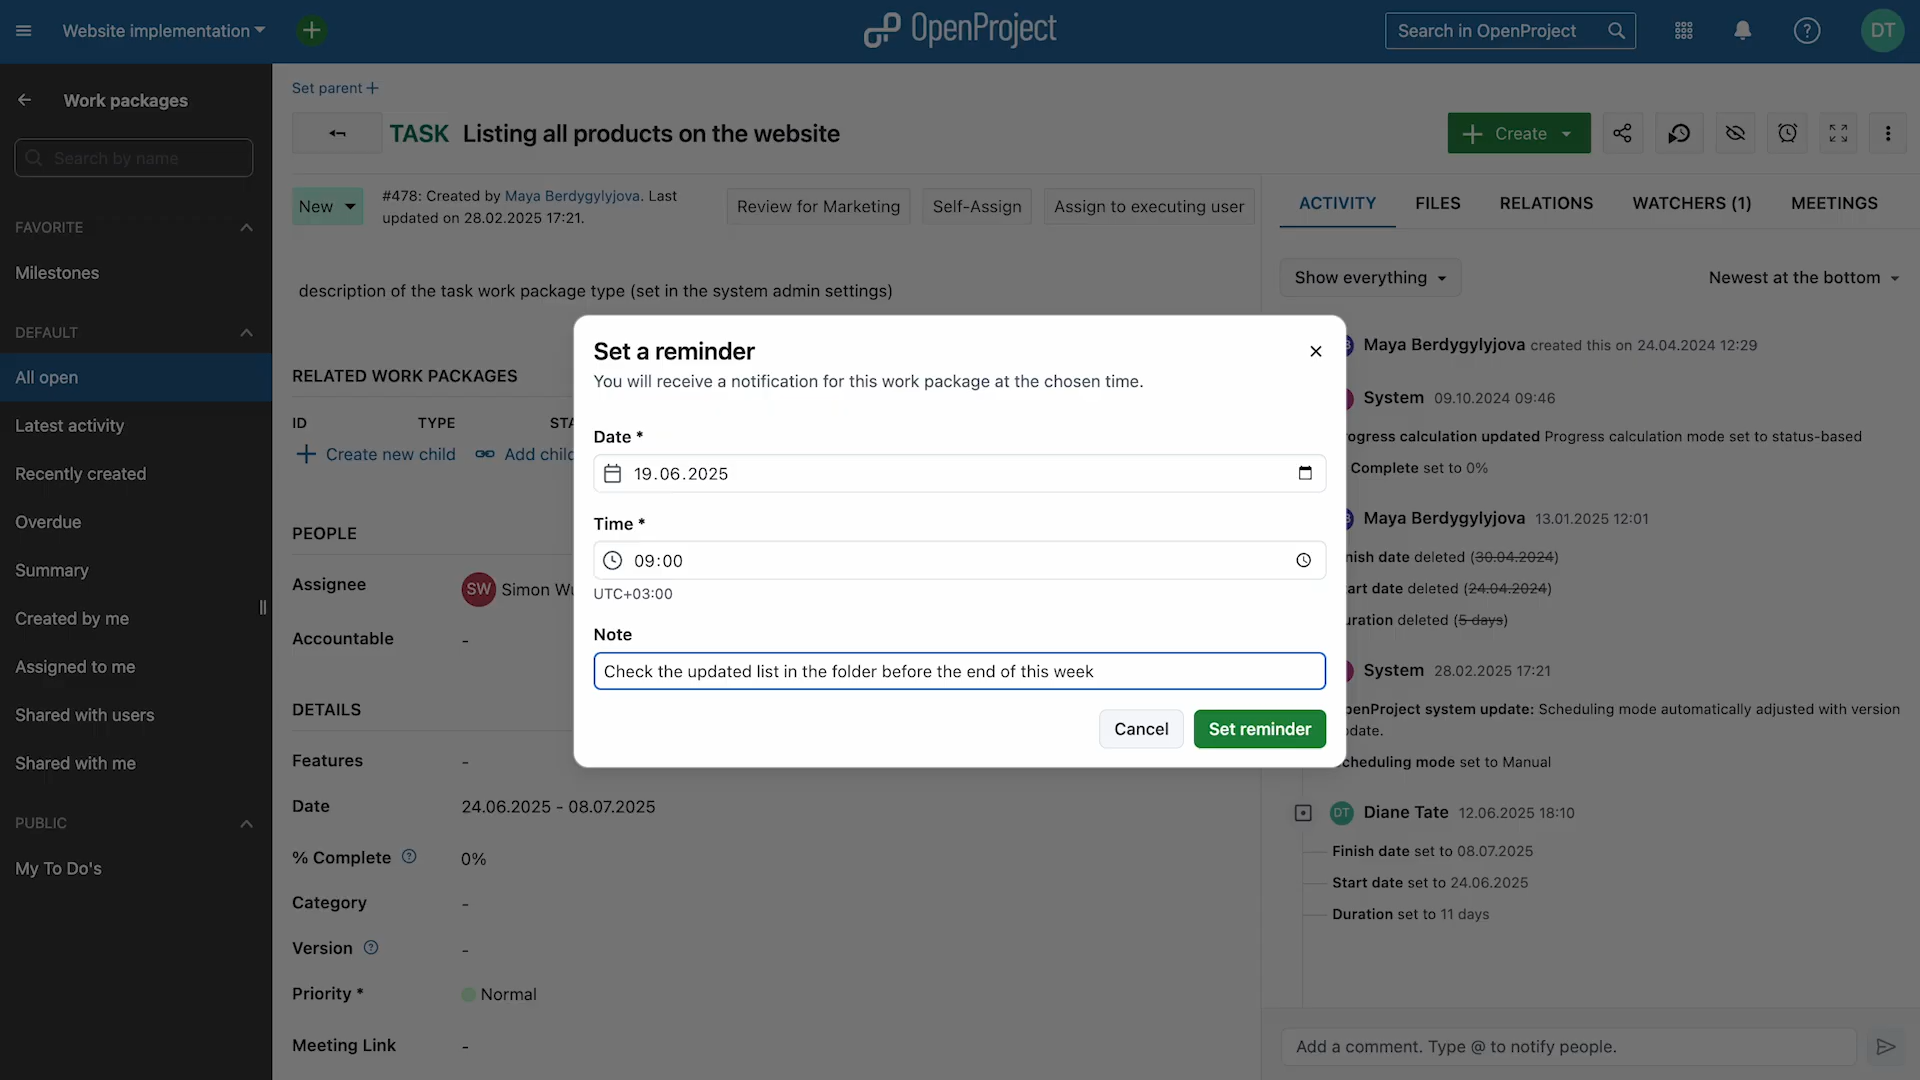 Website implementation
OpenProject
Search in OpenProject
DT
Work packages
Search by name
FAVORITE
Milestones
DEFAULT
All open
Latest activity
Recently created
Overdue
Summary
Created by me
Assigned to me
Shared with users
Shared with me
PUBLIC
My To Do's
Set parent
TASK Listing all products on the website
Create
New
#478: Created by Maya Berdygylyjova. Last
updated on 28.02.2025 17:21.
Review for Marketing
Self-Assign
Assign to executing user
description of the task work package type (set in the system admin settings)
RELATED WORK PACKAGES
ID TYPE STA
Create new child Add child
PEOPLE
Assignee SW Simon Wu
Accountable -
DETAILS
Features -
Date 24.06.2025 - 08.07.2025
% Complete 0%
Category -
Version -
Priority * Normal
Meeting Link -
Set a reminder
You will receive a notification for this work package at the chosen time.
Date *
19.06.2025
Time *
09:00
UTC+03:00
Note
Check the updated list in the folder before the end of this week
Cancel
Set reminder
ACTIVITY FILES RELATIONS WATCHERS (1) MEETINGS
Show everything
Newest at the bottom
Maya Berdygylyjova created this on 24.04.2024 12:29
System 09.10.2024 09:46
ogress calculation updated Progress calculation mode set to status-based
Complete set to 0%
Maya Berdygylyjova 13.01.2025 12:01
nish date deleted (30.04.2024)
art date deleted (24.04.2024)
uration deleted (5 days)
System 28.02.2025 17:21
penProject system update: Scheduling mode automatically adjusted with version
date.
cheduling mode set to Manual
DT Diane Tate 12.06.2025 18:10
Finish date set to 08.07.2025
Start date set to 24.06.2025
Duration set to 11 days
Add a comment. Type @ to notify people.